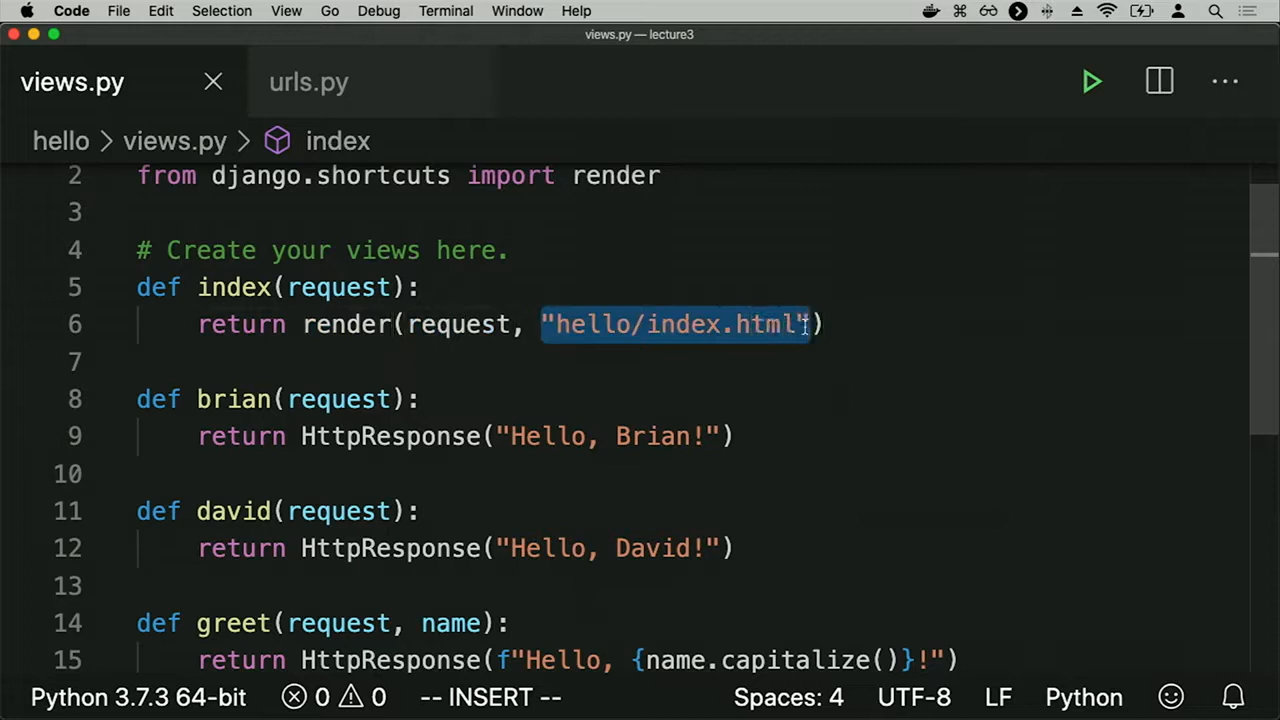 Code File Edit Selection View Go Debug Terminal Window Help
views.py — lecture3
views.py urls.py
hello > views.py > index
2 from django.shortcuts import render
3
4 # Create your views here.
5 def index(request):
6 return render(request, "hello/index.html")
7
8 def brian(request):
9 return HttpResponse("Hello, Brian!")
10
11 def david(request):
12 return HttpResponse("Hello, David!")
13
14 def greet(request, name):
15 return HttpResponse(f"Hello, {name.capitalize()}!")
Python 3.7.3 64-bit 0 0 -- INSERT -- Spaces: 4 UTF-8 LF Python